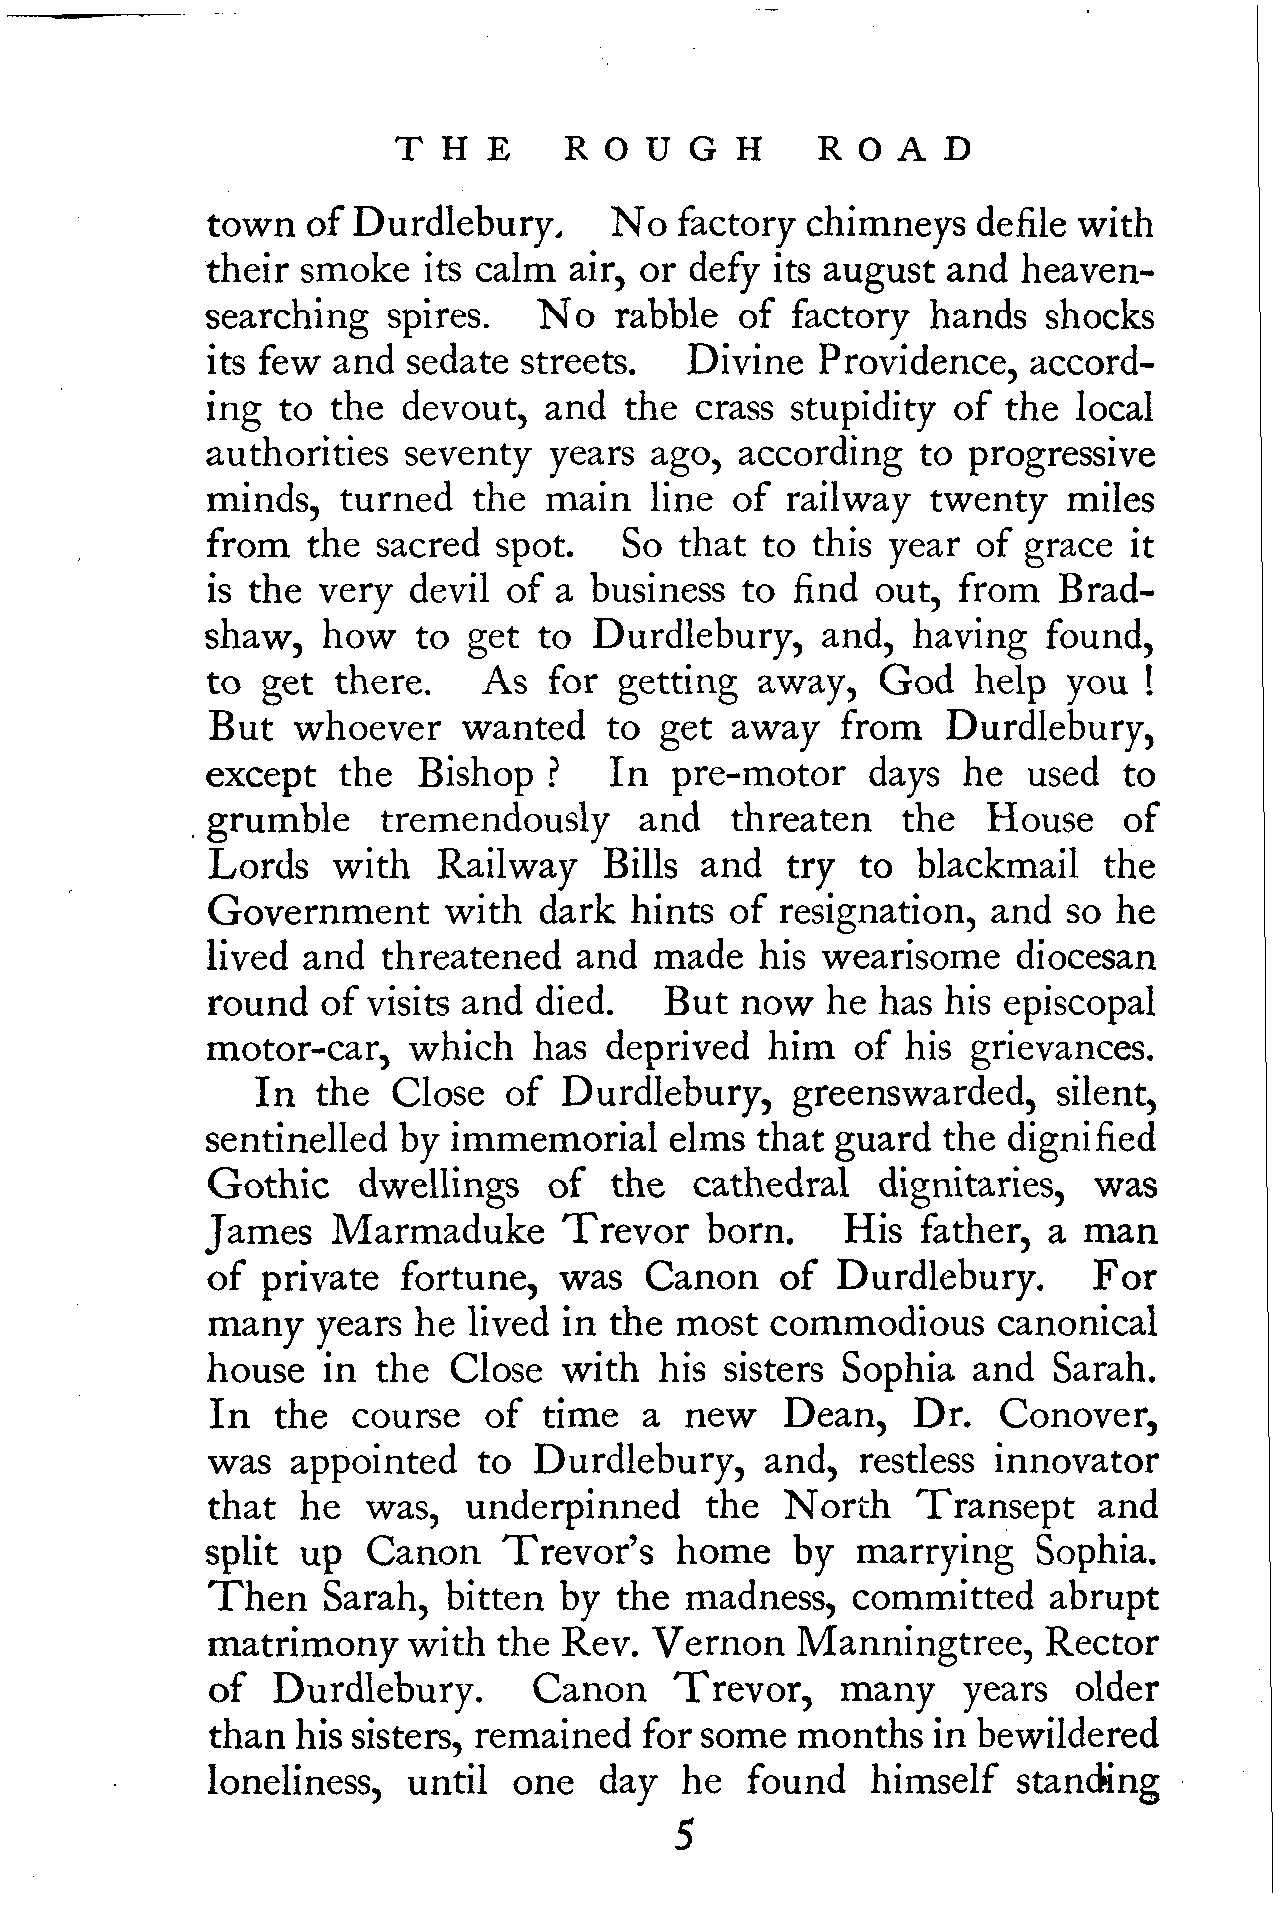 THE ROUGH ROAD
town of Durdlebury. No factory chimneys defile with
their smoke its calm air, or defy its august and heaven-
searching spires. No rabble of factory hands shocks
its few and sedate streets. Divine Providence, accord-
ing to the devout, and the crass stupidity of the local
authorities seventy years ago, according to progressive
minds, turned the main line of railway twenty miles
from the sacred spot. So that to this year of grace it
is the very devil of a business to find out, from Brad-
shaw, how to get to Durdlebury, and, having found,
to get there. As for getting away, God help you !
But whoever wanted to get away from Durdlebury,
except the Bishop ? In pre-motor days he used to
grumble tremendously and threaten the House of
Lords with Railway Bills and try to blackmail the
Government with dark hints of resignation, and so he
lived and threatened and made his wearisome diocesan
round of visits and died. But now he has his episcopal
motor-car, which has deprived him of his grievances.
In the Close of Durdlebury, greenswarded, silent,
sentinelled by immemorial elms that guard the dignified
Gothic dwellings of the cathedral dignitaries, was
James Marmaduke Trevor born. His father, a man
of private fortune, was Canon of Durdlebury. For
many years he lived in the most commodious canonical
house in the Close with his sisters Sophia and Sarah.
In the course of time a new Dean, Dr. Conover,
was appointed to Durdlebury, and, restless innovator
that he was, underpinned the North Transept and
split up Canon Trevor's home by marrying Sophia.
Then Sarah, bitten by the madness, committed abrupt
matrimony with the Rev. Vernon Manningtree, Rector
of Durdlebury. Canon Trevor, many years older
than his sisters, remained for some months in bewildered
loneliness, until one day he found himself standing
5